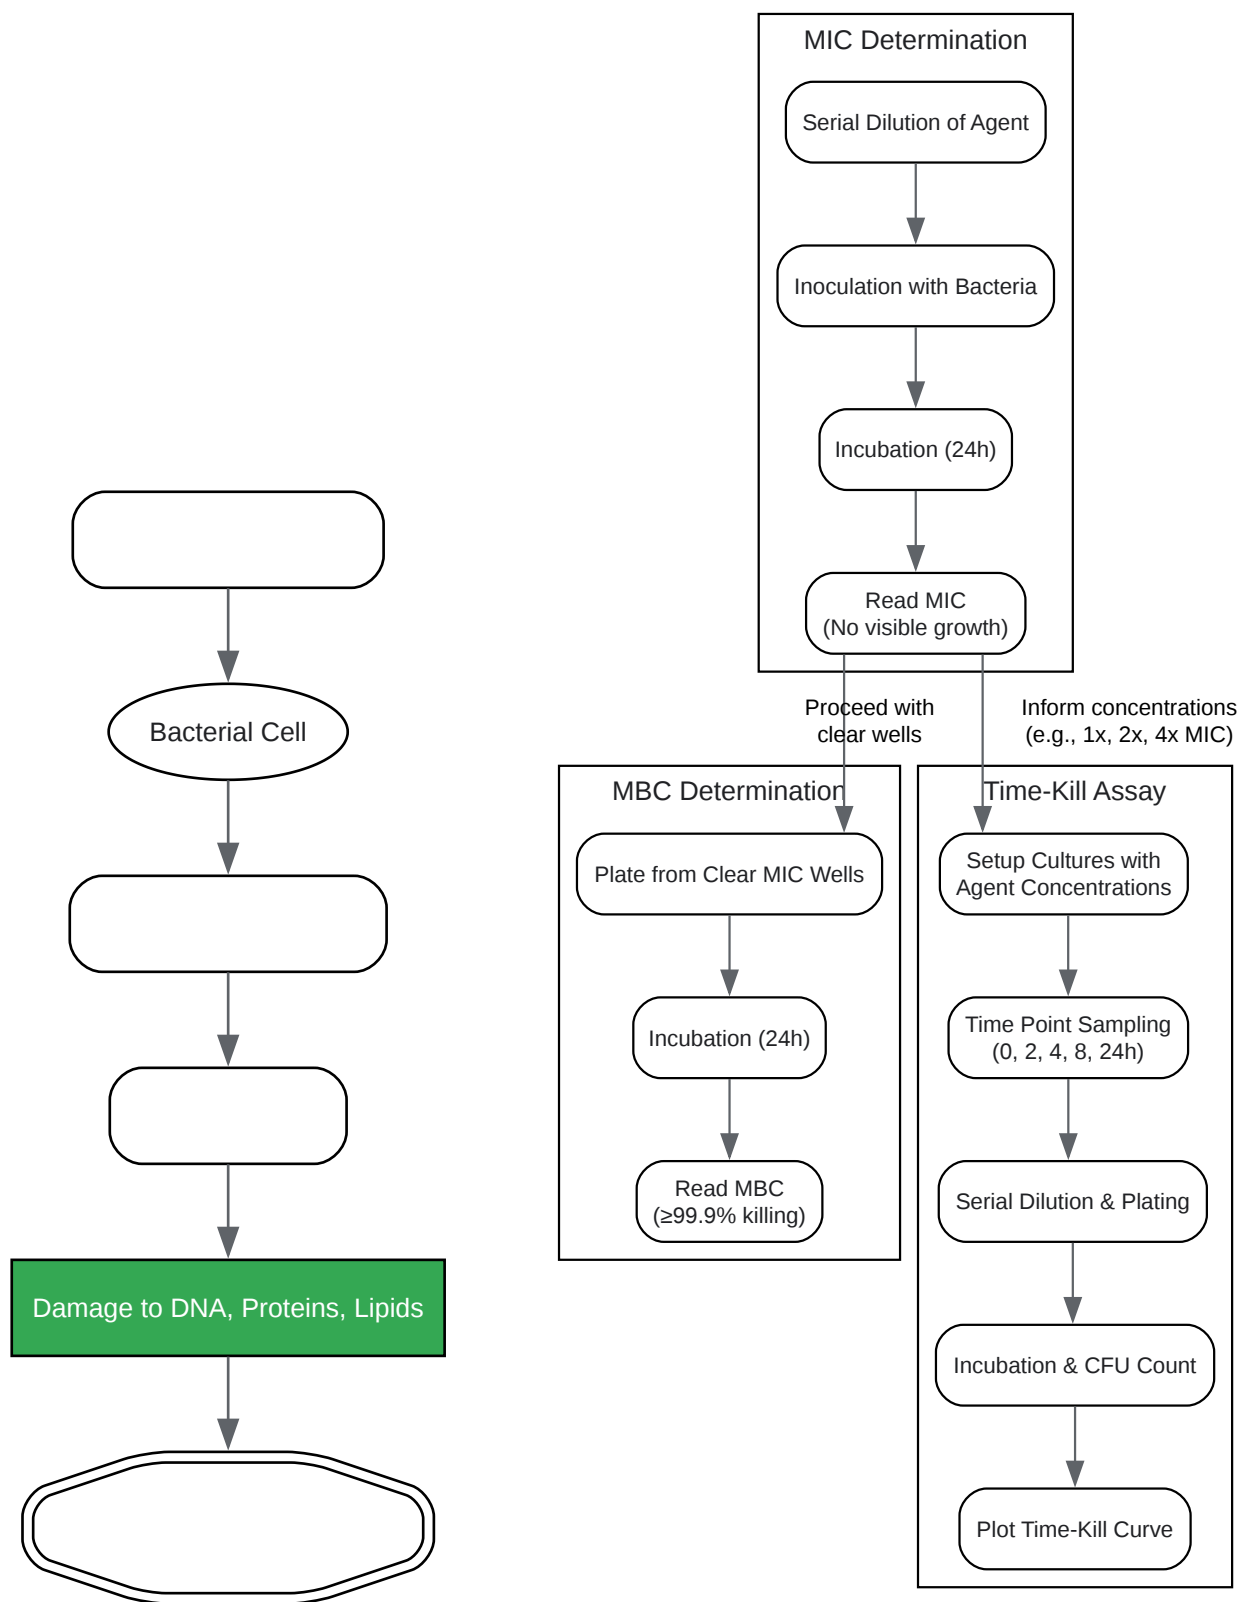 Bacterial Cell
Damage to DNA, Proteins, Lipids
MIC Determination
Serial Dilution of Agent
Inoculation with Bacteria
Incubation (24h)
Read MIC
(No visible growth)
Proceed with
clear wells
Inform concentrations
(e.g., 1x, 2x, 4x MIC)
MBC Determination
Plate from Clear MIC Wells
Incubation (24h)
Read MBC
(≥99.9% killing)
Time-Kill Assay
Setup Cultures with
Agent Concentrations
Time Point Sampling
(0, 2, 4, 8, 24h)
Serial Dilution & Plating
Incubation & CFU Count
Plot Time-Kill Curve